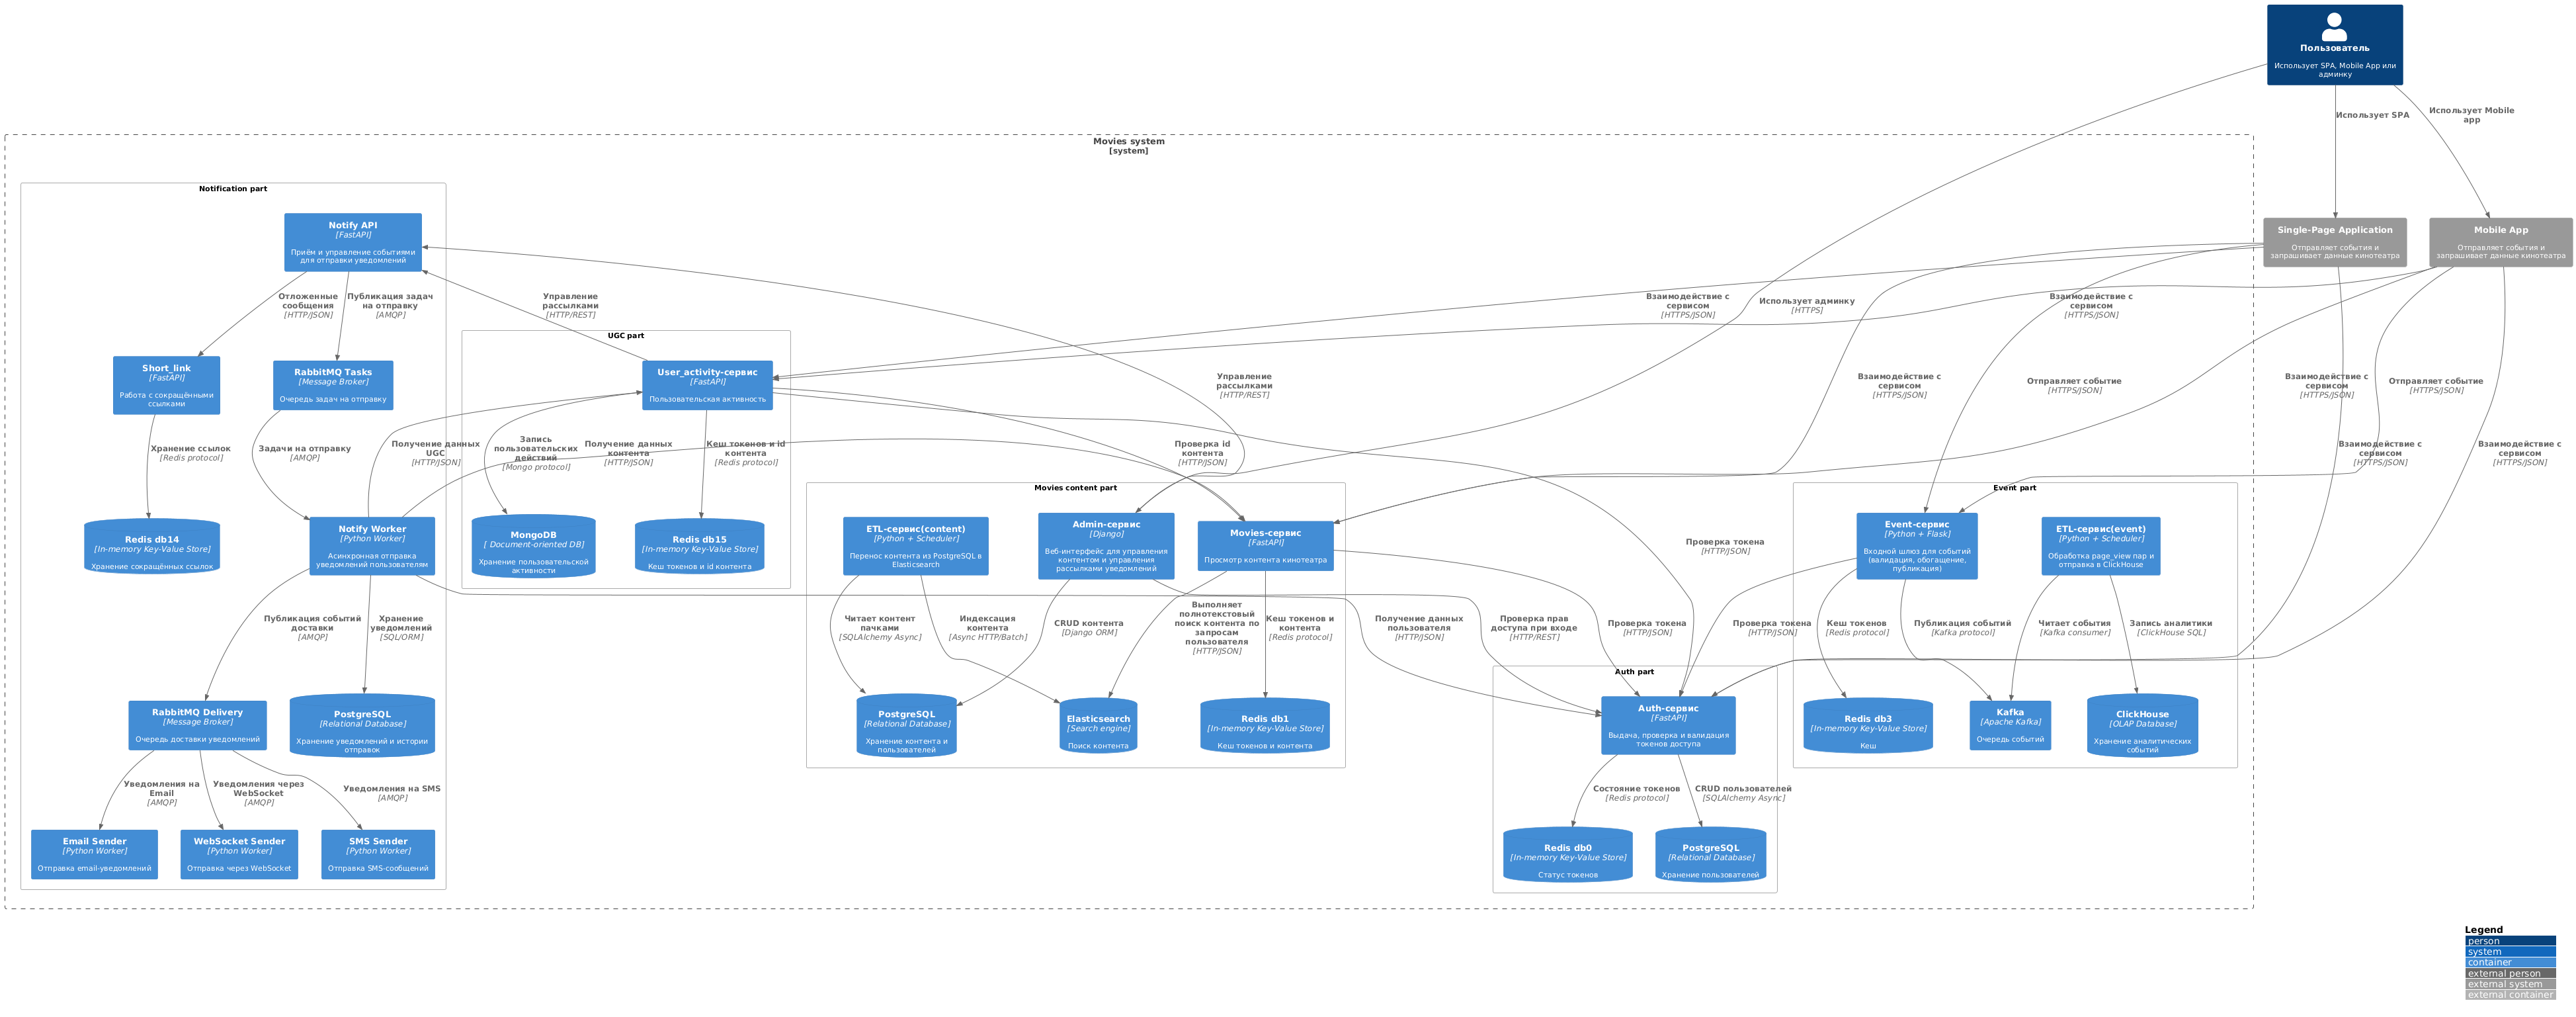 Пользователь
Использует SPA, Mobile App или
админку
Использует SPA
Использует Mobile
app
Movies system
[system]
Notification part
Notify API
[FastAPI]
Приём и управление событиями
для отправки уведомлений
Single-Page Application
Отправляет события и
запрашивает данные кинотеатра
Mobile App
Отправляет события и
запрашивает данные кинотеатра
Отложенные
сообщения
[HTTP/JSON]
Публикация задач
на отправку
[AMQP]
Управление
рассылками
[HTTP/REST]
Взаимодействие с
сервисом
[HTTPS/JSON]
Использует админку
[HTTPS]
Взаимодействие с
сервисом
[HTTPS/JSON]
UGC part
Short_link
[FastAPI]
Работа с сокращёнными
ссылками
RabbitMQ Tasks
[Message Broker]
Очередь задач на отправку
User_activity-сервис
[FastAPI]
Пользовательская активность
Управление
рассылками
[HTTP/REST]
Взаимодействие с
сервисом
[HTTPS/JSON]
Отправляет событие
[HTTPS/JSON]
Взаимодействие с
сервисом
[HTTPS/JSON]
Отправляет событие
[HTTPS/JSON]
Хранение ссылок
[Redis protocol]
Задачи на отправку
[AMQP]
Получение данных
UGC
[HTTP/JSON]
Запись
пользовательских
действий
[Mongo protocol]
Получение данных
контента
[HTTP/JSON]
Кеш токенов и id
контента
[Redis protocol]
Проверка id
контента
[HTTP/JSON]
Взаимодействие с
сервисом
[HTTPS/JSON]
Взаимодействие с
сервисом
[HTTPS/JSON]
Movies content part
Event part
Redis db14
[In-memory Key-Value Store]
Хранение сокращённых ссылок
Notify Worker
[Python Worker]
Асинхронная отправка
уведомлений пользователям
MongoDB
[ Document-oriented DB]
Хранение пользовательской
активности
Redis db15
[In-memory Key-Value Store]
Кеш токенов и id контента
ETL-сервис(content)
[Python + Scheduler]
Перенос контента из PostgreSQL в
Elasticsearch
Admin-сервис
[Django]
Веб-интерфейс для управления
контентом и управления
рассылками уведомлений
Movies-сервис
[FastAPI]
Просмотр контента кинотеатра
Проверка токена
[HTTP/JSON]
Event-сервис
[Python + Flask]
Входной шлюз для событий
(валидация, обогащение,
публикация)
ETL-сервис(event)
[Python + Scheduler]
Обработка page_view пар и
отправка в ClickHouse
Публикация событий
доставки
[AMQP]
Хранение
уведомлений
[SQL/ORM]
Читает контент
пачками
[SQLAlchemy Async]
Индексация
контента
[Async HTTP/Batch]
CRUD контента
[Django ORM]
Выполняет
полнотекстовый
поиск контента по
запросам
пользователя
[HTTP/JSON]
Кеш токенов и
контента
[Redis protocol]
Получение данных
пользователя
[HTTP/JSON]
Проверка прав
доступа при входе
[HTTP/REST]
Проверка токена
[HTTP/JSON]
Проверка токена
[HTTP/JSON]
Кеш токенов
[Redis protocol]
Публикация событий
[Kafka protocol]
Читает события
[Kafka consumer]
Запись аналитики
[ClickHouse SQL]
Auth part
RabbitMQ Delivery
[Message Broker]
Очередь доставки уведомлений
PostgreSQL
[Relational Database]
Хранение уведомлений и истории
отправок
PostgreSQL
[Relational Database]
Хранение контента и
пользователей
Elasticsearch
[Search engine]
Поиск контента
Redis db1
[In-memory Key-Value Store]
Кеш токенов и контента
Auth-сервис
[FastAPI]
Выдача, проверка и валидация
токенов доступа
Redis db3
[In-memory Key-Value Store]
Кеш
Kafka
[Apache Kafka]
Очередь событий
ClickHouse
[OLAP Database]
Хранение аналитических
событий
Уведомления на
Email
[AMQP]
Уведомления через
WebSocket
[AMQP]
Уведомления на SMS
[AMQP]
Состояние токенов
[Redis protocol]
CRUD пользователей
[SQLAlchemy Async]
Email Sender
[Python Worker]
Отправка email-уведомлений
WebSocket Sender
[Python Worker]
Отправка через WebSocket
SMS Sender
[Python Worker]
Отправка SMS-сообщений
Redis db0
[In-memory Key-Value Store]
Статус токенов
PostgreSQL
[Relational Database]
Хранение пользователей
Legend
person
system
container
external person
external system
external container